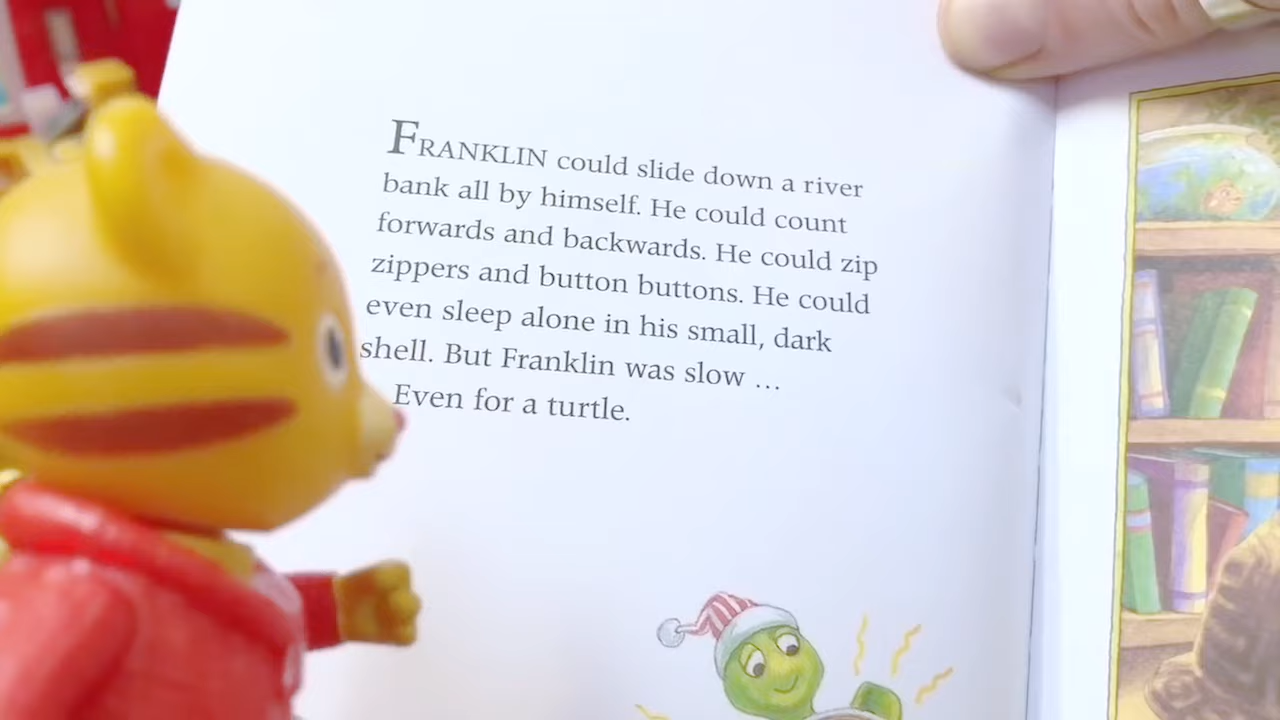 FRANKLIN could slide down a river
bank all by himself. He could count
forwards and backwards. He could zip
zippers and button buttons. He could
even sleep alone in his small, dark
shell. But Franklin was slow …
Even for a turtle.